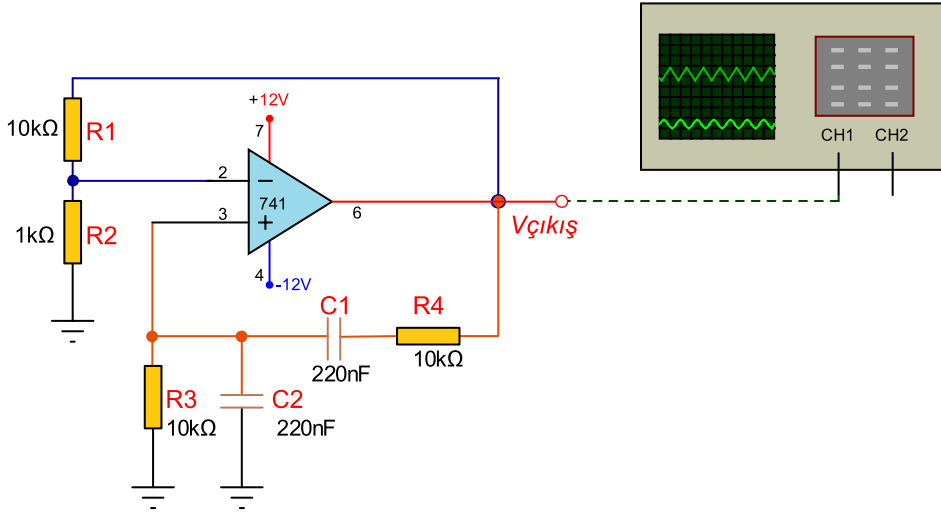 CH1
CH2
+12V
7
10kΩ
R1
2
−
741
3
+
6
Vçıkış
1kΩ
R2
4
-12V
C1
R4
220nF
10kΩ
R3
10kΩ
C2
220nF